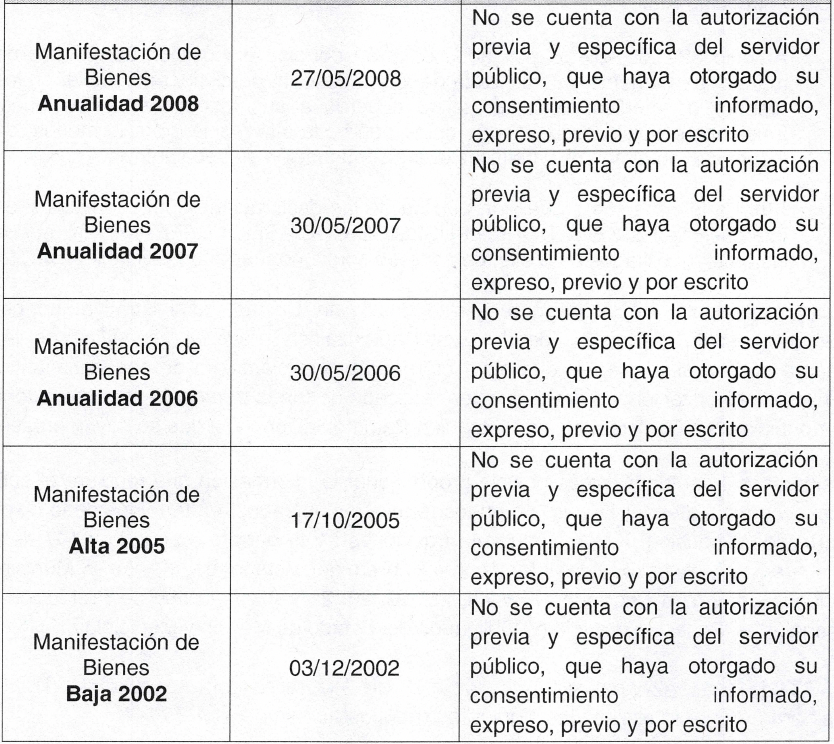 Manifestación de
Bienes
Anualidad 2008
27/05/2008
No se cuenta con la autorización
previa y específica del servidor
público, que haya otorgado su
consentimiento informado,
expreso, previo y por escrito
Manifestación de
Bienes
Anualidad 2007
30/05/2007
No se cuenta con la autorización
previa y específica del servidor
público, que haya otorgado su
consentimiento informado,
expreso, previo y por escrito
Manifestación de
Bienes
Anualidad 2006
30/05/2006
No se cuenta con la autorización
previa y específica del servidor
público, que haya otorgado su
consentimiento informado,
expreso, previo y por escrito
Manifestación de
Bienes
Alta 2005
17/10/2005
No se cuenta con la autorización
previa y específica del servidor
público, que haya otorgado su
consentimiento informado,
expreso, previo y por escrito
Manifestación de
Bienes
Baja 2002
03/12/2002
No se cuenta con la autorización
previa y específica del servidor
público, que haya otorgado su
consentimiento informado,
expreso, previo y por escrito